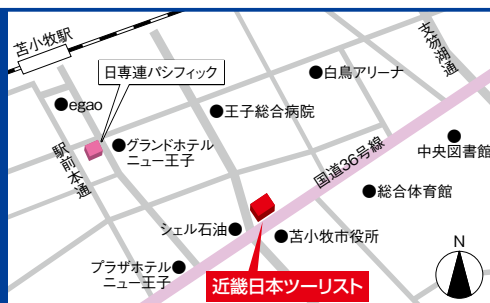 苫小牧駅
日専連パシフィック
支笏湖通
●白鳥アリーナ
●egao
●王子総合病院
駅前本通
●グランドホテル
ニュー王子
国道36号線
中央図書館
●総合体育館
シェル石油●
●苫小牧市役所
プラザホテル●
ニュー王子
近畿日本ツーリスト
N